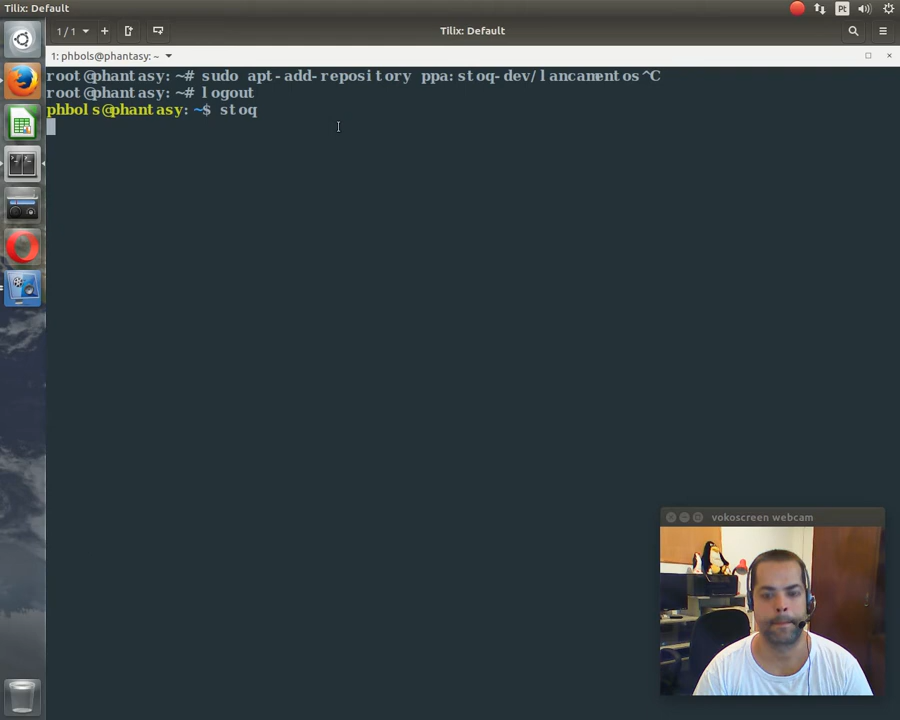 Tilix: Default
Pt
1 / 1
Tilix: Default
1: phbols@phantasy: ~
root@phantasy:~# sudo apt-add-repository ppa:stoq-dev/lancamentos^C
root@phantasy:~# logout
phbols@phantasy:~$ stoq
vokoscreen webcam